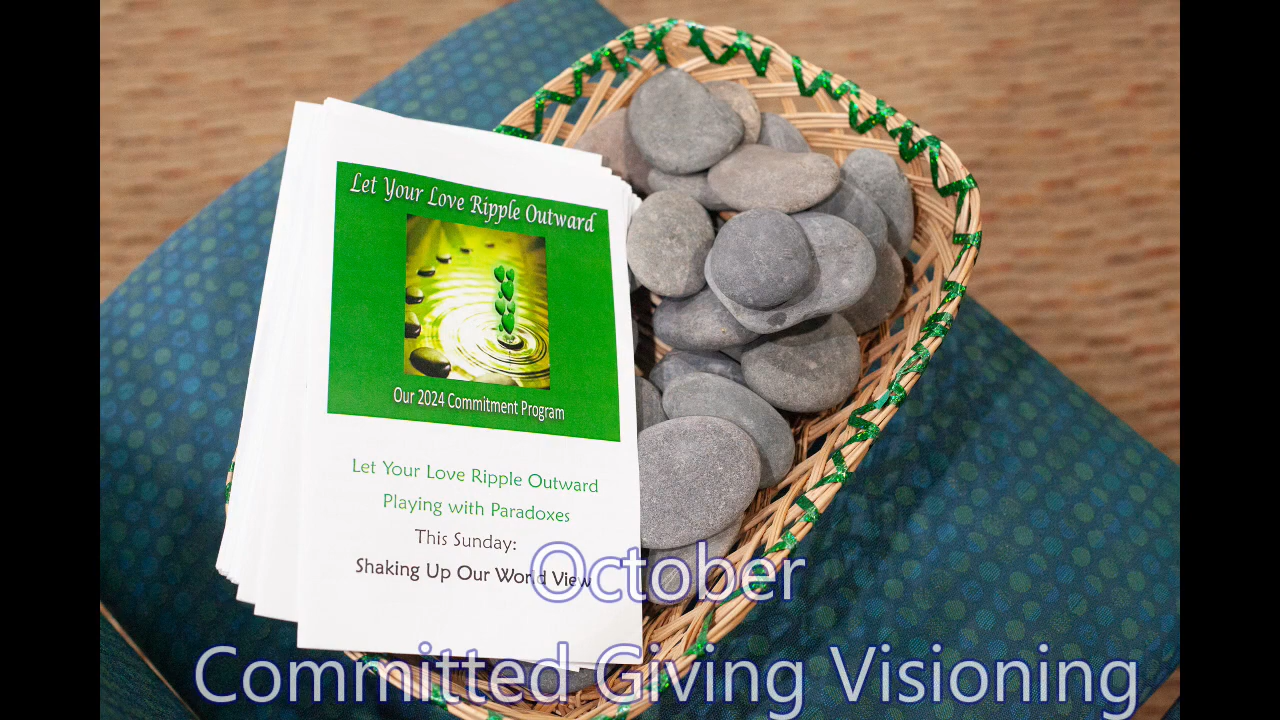 Let Your Love Ripple Outward
Our 2024 Commitment Program
Let Your Love Ripple Outward
Playing with Paradoxes
This Sunday:
Shaking Up Our World View
October
Committed Giving Visioning